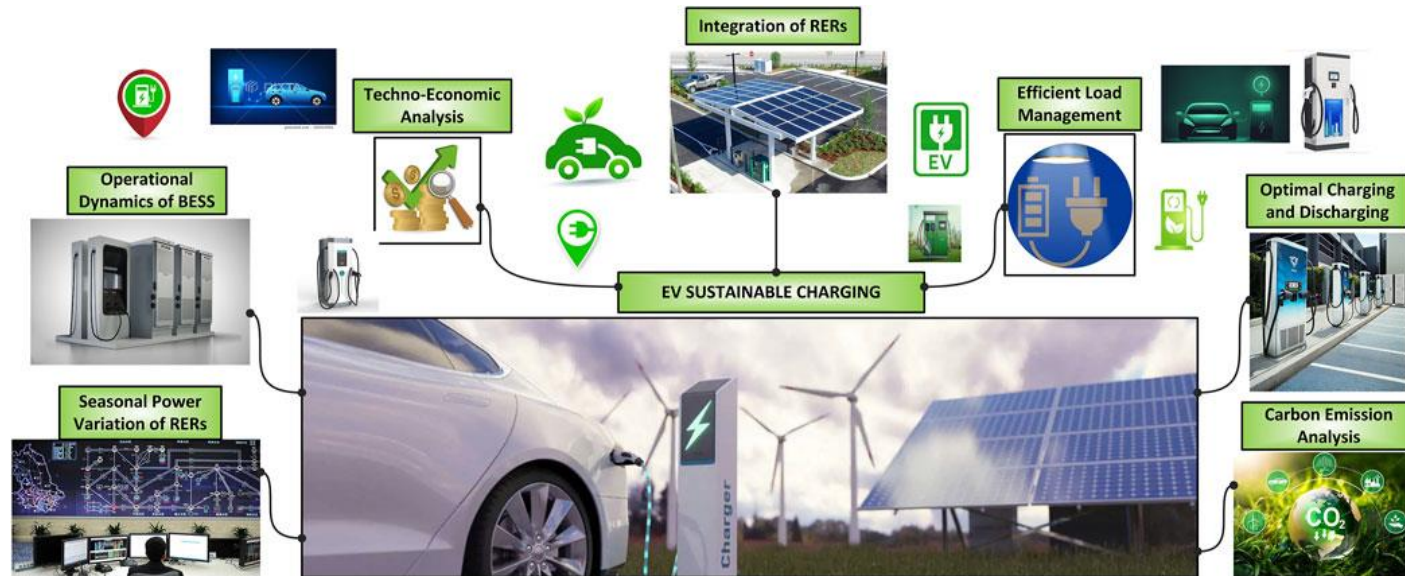 Integration of RERs
Techno-Economic
Analysis
Efficient Load
Management
EV
Operational
Dynamics of BESS
Optimal Charging
and Discharging
EV SUSTAINABLE CHARGING
Seasonal Power
Variation of RERs
Carbon Emission
Analysis
Charger
CO₂